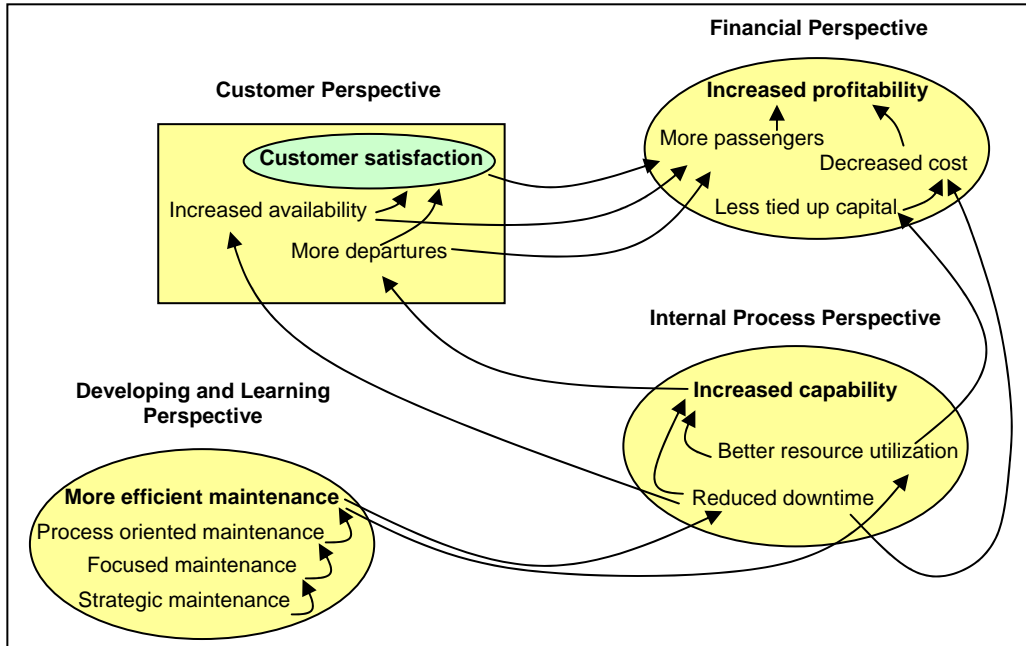 Financial Perspective
Increased profitability
More passengers
Decreased cost
Less tied up capital
Customer Perspective
Customer satisfaction
Increased availability
More departures
Internal Process Perspective
Increased capability
Better resource utilization
Reduced downtime
Developing and Learning
Perspective
More efficient maintenance
Process oriented maintenance
Focused maintenance
Strategic maintenance